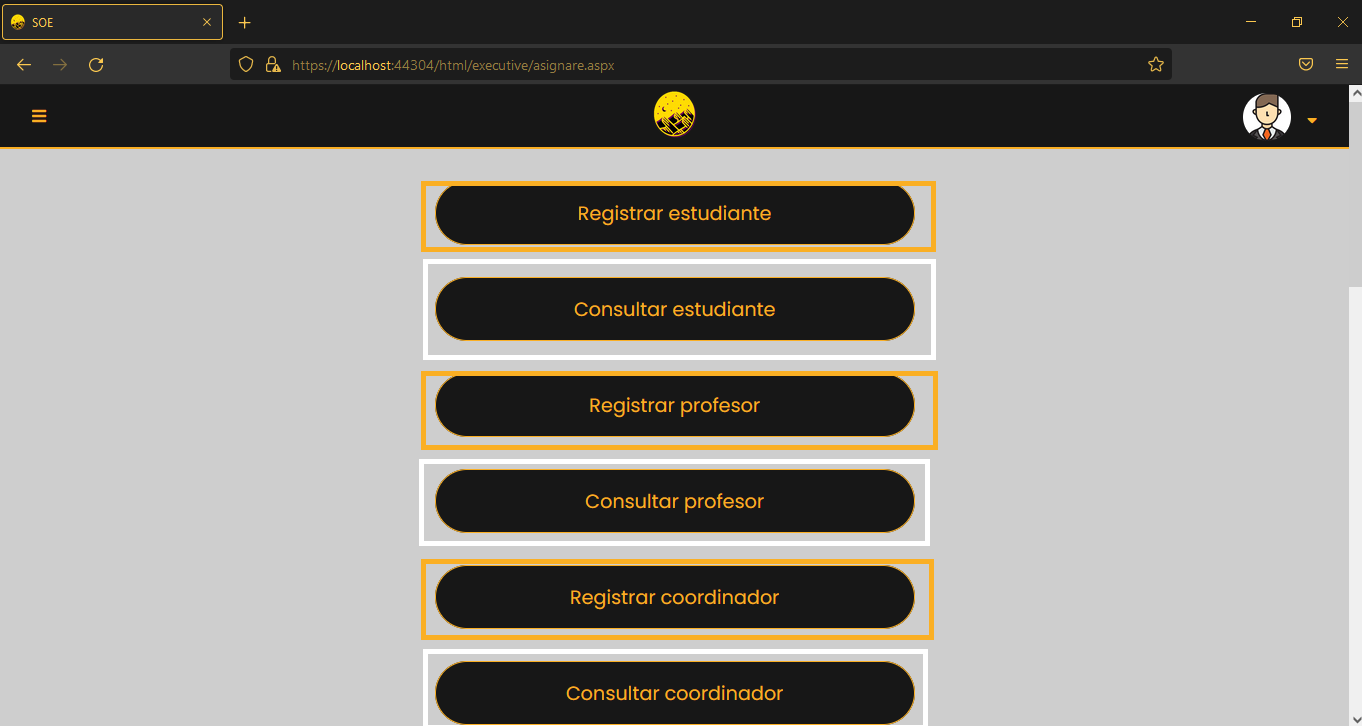 SOE
https://localhost:44304/html/executive/asignare.aspx
Registrar estudiante
Consultar estudiante
Registrar profesor
Consultar profesor
Registrar coordinador
Consultar coordinador